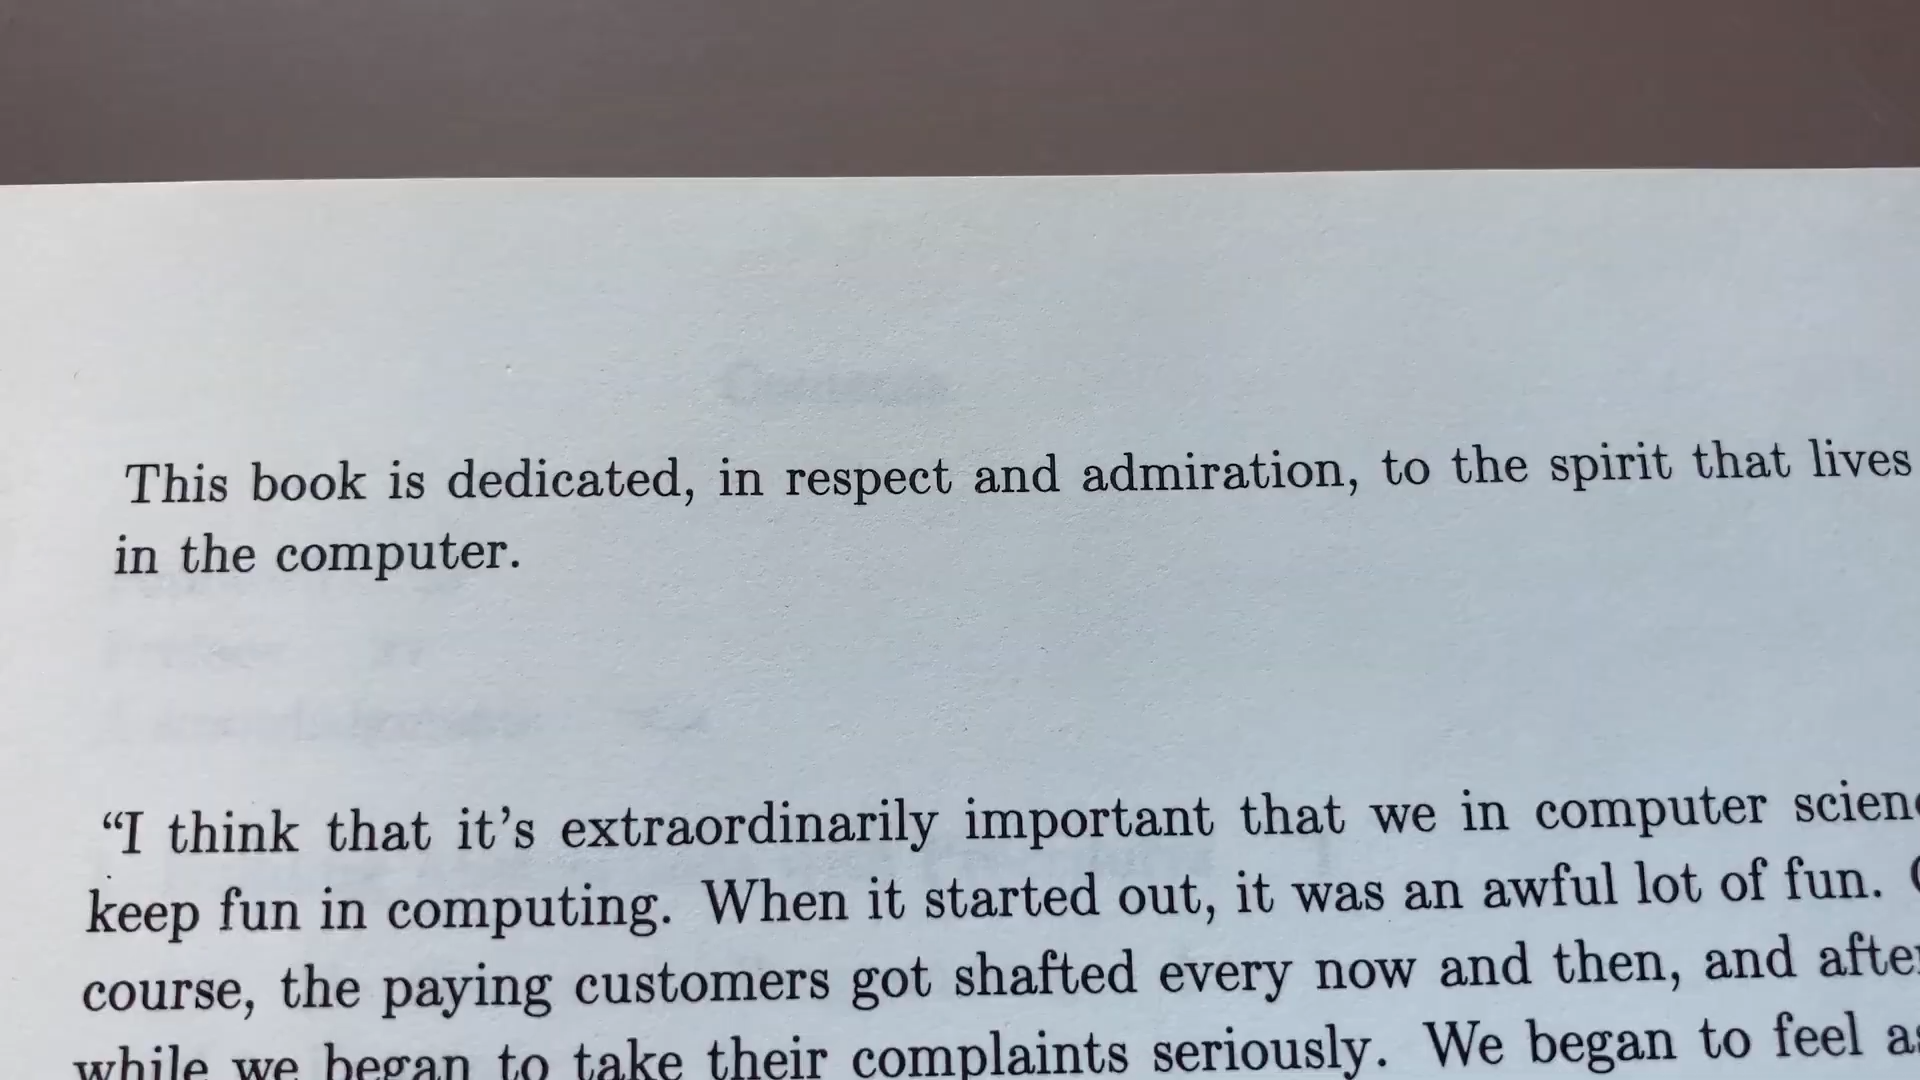 This book is dedicated, in respect and admiration, to the spirit that lives
in the computer.
“I think that it’s extraordinarily important that we in computer
keep fun in computing. When it started out, it was an awful lot of fun.
course, the paying customers got shafted every now and then, and
while we began to take their complaints seriously. We began to feel